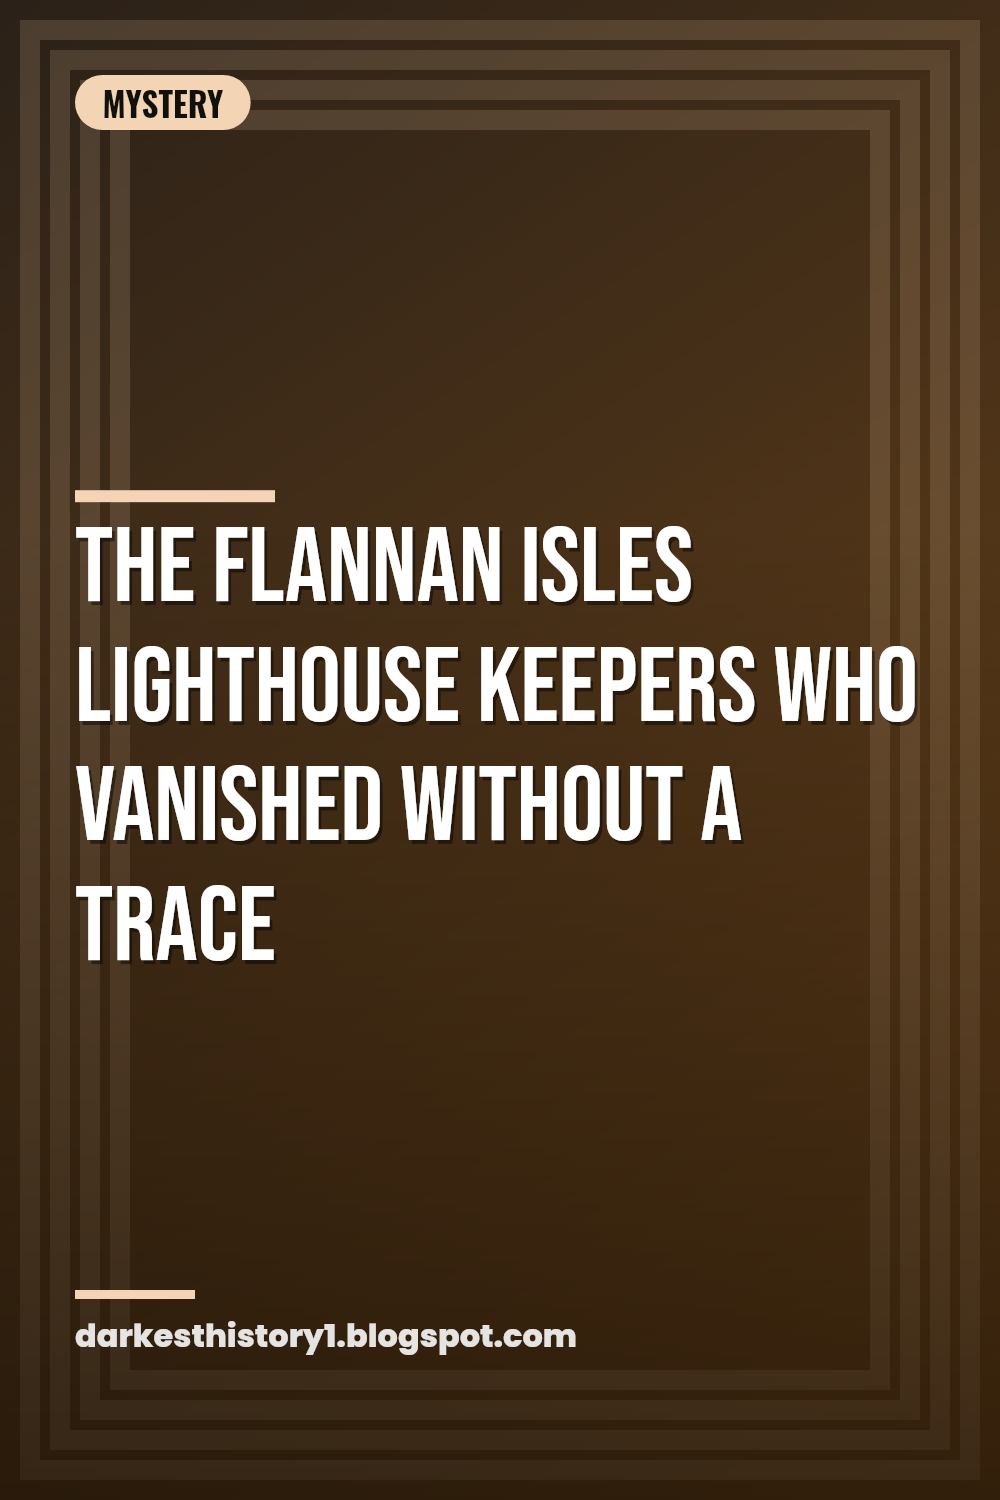 MYSTERY
THE FLANNAN ISLES
LIGHTHOUSE KEEPERS WHO
VANISHED WITHOUT A
TRACE
darkesthistory1.blogspot.com